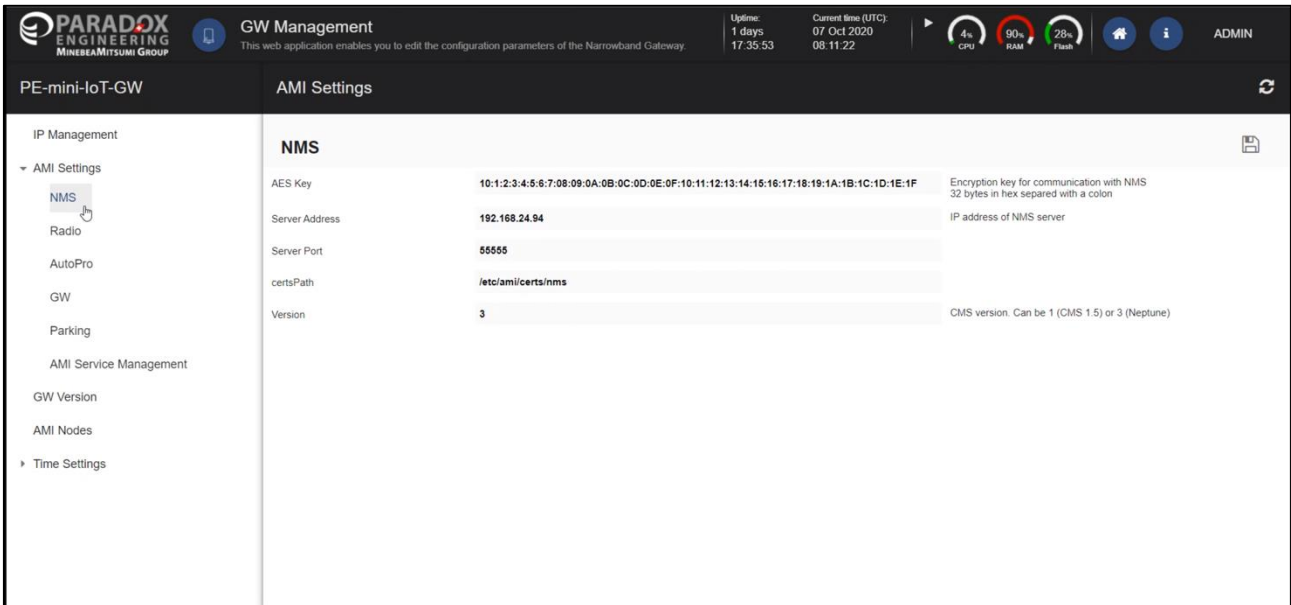 PARADOX
ENGINEERING
MINEBEAMITSUMI GROUP
GW Management
This web application enables you to edit the configuration parameters of the Narrowband Gateway.
Uptime:
1 days
17:35:53
Current time (UTC):
07 Oct 2020
08:11:22
4%
CPU
90%
RAM
28%
Flash
i
ADMIN
PE-mini-IoT-GW
AMI Settings
IP Management
AMI Settings
NMS
Radio
AutoPro
GW
Parking
AMI Service Management
GW Version
AMI Nodes
Time Settings
NMS
AES Key
10:1:2:3:4:5:6:7:08:09:0A:0B:0C:0D:0E:0F:10:11:12:13:14:15:16:17:18:19:1A:1B:1C:1D:1E:1F
Encryption key for communication with NMS
32 bytes in hex separed with a colon
Server Address
192.168.24.94
IP address of NMS server
Server Port
55555
certsPath
/etc/ami/certs/nms
Version
3
CMS version. Can be 1 (CMS 1.5) or 3 (Neptune)